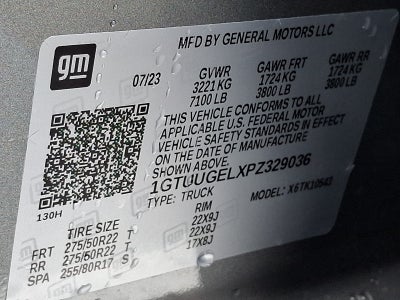 gm
MFD BY GENERAL MOTORS LLC
07/23 GVWR GAWR FRT GAWR RR
3221 KG 1724 KG 1724 KG
7100 LB 3800 LB 3800 LB
THIS VEHICLE CONFORMS TO ALL
APPLICABLE U.S. FEDERAL MOTOR
VEHICLE SAFETY STANDARDS IN EFFECT
ON THE DATE OF MANUFACTURE
SHOWN ABOVE.
1GTUUGELXPZ329036
130H TYPE: TRUCK MODEL: X6TK10543
TIRE SIZE RIM
FRT 275/50R22 T 22X9J
RR 275/50R22 T 22X9J
SPA 255/80R17 S 17X8J